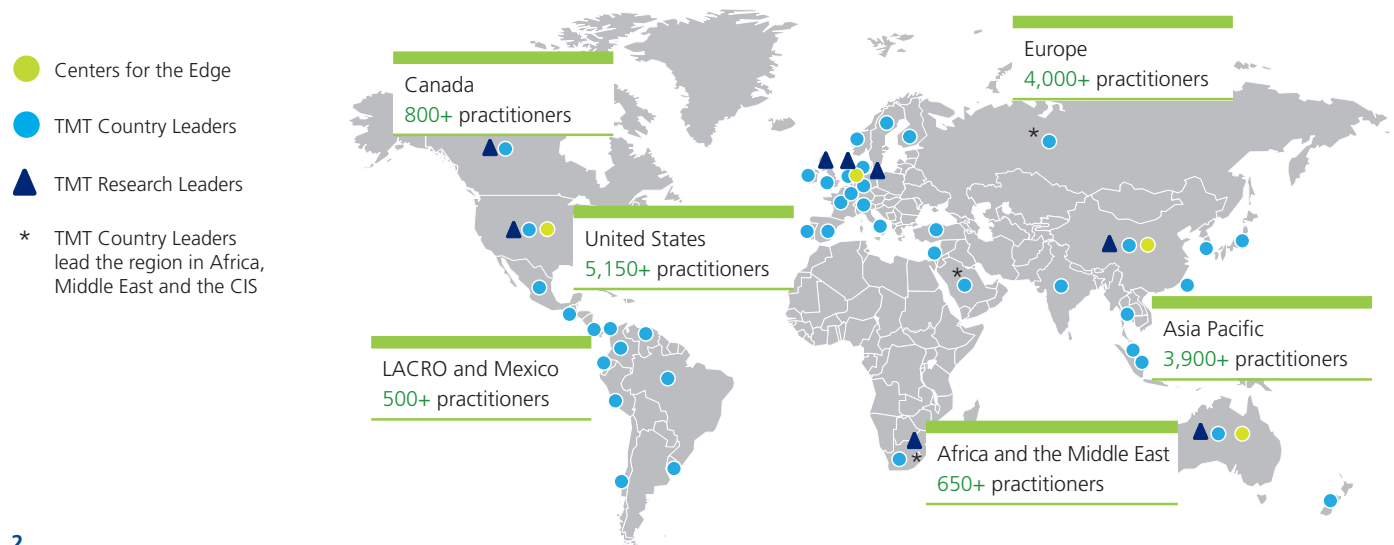 Centers for the Edge
TMT Country Leaders
TMT Research Leaders
* TMT Country Leaders
lead the region in Africa,
Middle East and the CIS
Canada
800+ practitioners
Europe
4,000+ practitioners
*
United States
5,150+ practitioners
*
LACRO and Mexico
500+ practitioners
Asia Pacific
3,900+ practitioners
Africa and the Middle East
650+ practitioners
*
2